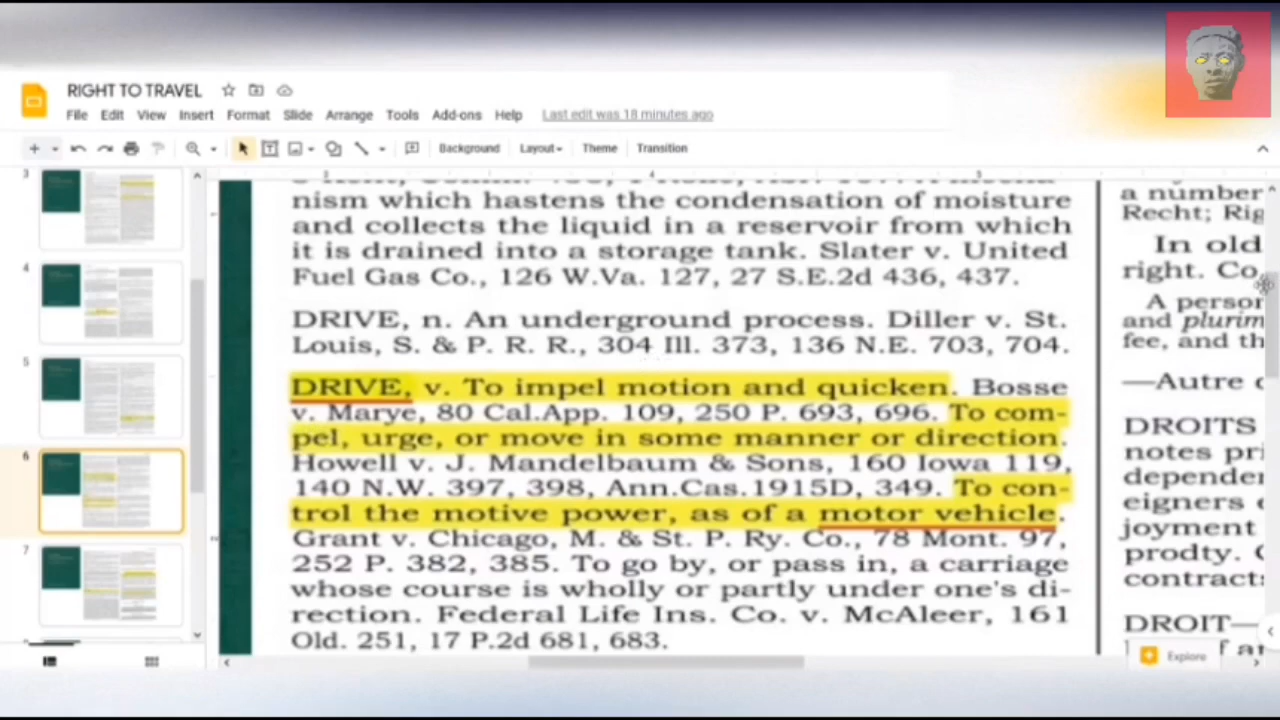 RIGHT TO TRAVEL
File Edit View Insert Format Slide Arrange Tools Add-ons Help Last edit was 18 minutes ago
Background Layout Theme Transition
3
4
5
6
7
nism which hastens the condensation of moisture
and collects the liquid in a reservoir from which
it is drained into a storage tank. Slater v. United
Fuel Gas Co., 126 W.Va. 127, 27 S.E.2d 436, 437.
DRIVE, n. An underground process. Diller v. St.
Louis, S. & P. R. R., 304 Ill. 373, 136 N.E. 703, 704.
DRIVE, v. To impel motion and quicken. Bosse
v. Marye, 80 Cal.App. 109, 250 P. 693, 696. To com-
pel, urge, or move in some manner or direction.
Howell v. J. Mandelbaum & Sons, 160 Iowa 119,
140 N.W. 397, 398, Ann.Cas.1915D, 349. To con-
trol the motive power, as of a motor vehicle.
Grant v. Chicago, M. & St. P. Ry. Co., 78 Mont. 97,
252 P. 382, 385. To go by, or pass in, a carriage
whose course is wholly or partly under one's di-
rection. Federal Life Ins. Co. v. McAleer, 161
Old. 251, 17 P.2d 681, 683.
a number
Recht; Rig
In old
right. Co.
A person
and plurim
fee, and th
—Autre
DROITS
notes pri
depender
eigners
joyment
prodty.
contracts
DROIT—
Explore